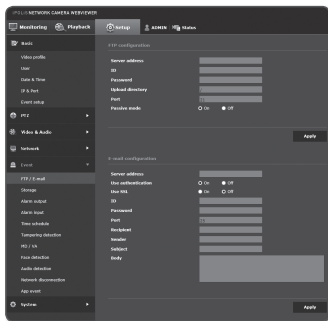 iPOLiS NETWORK CAMERA WEBVIEWER
Monitoring Playback Setup ADMIN Status
Basic
Video profile
User
Date & Time
IP & Port
Event setup
PTZ
Video & Audio
Network
Event
FTP / E-mail
Storage
Alarm output
Alarm input
Time schedule
Tampering detection
MD / VA
Face detection
Audio detection
Network disconnection
App event
System
FTP configuration
Server address
ID
Password
Upload directory
Port
Passive mode On Off
Apply
E-mail configuration
Server address
Use authentication On Off
Use SSL On Off
ID
Password
Port
Recipient
Sender
Subject
Body
Apply